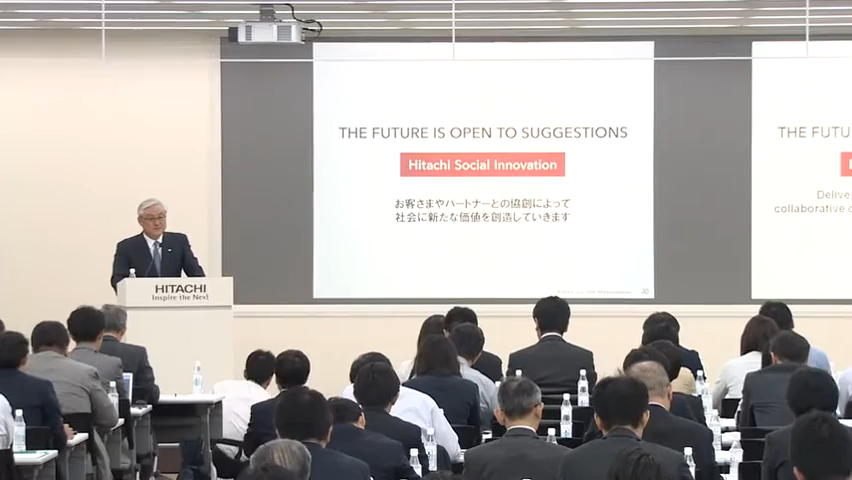 THE FUTURE IS OPEN TO SUGGESTIONS
Hitachi Social Innovation
お客さまやパートナーとの協創によって
社会に新たな価値を創造していきます
30
THE FUTU
Delive
collaborative
HITACHI
Inspire the Next